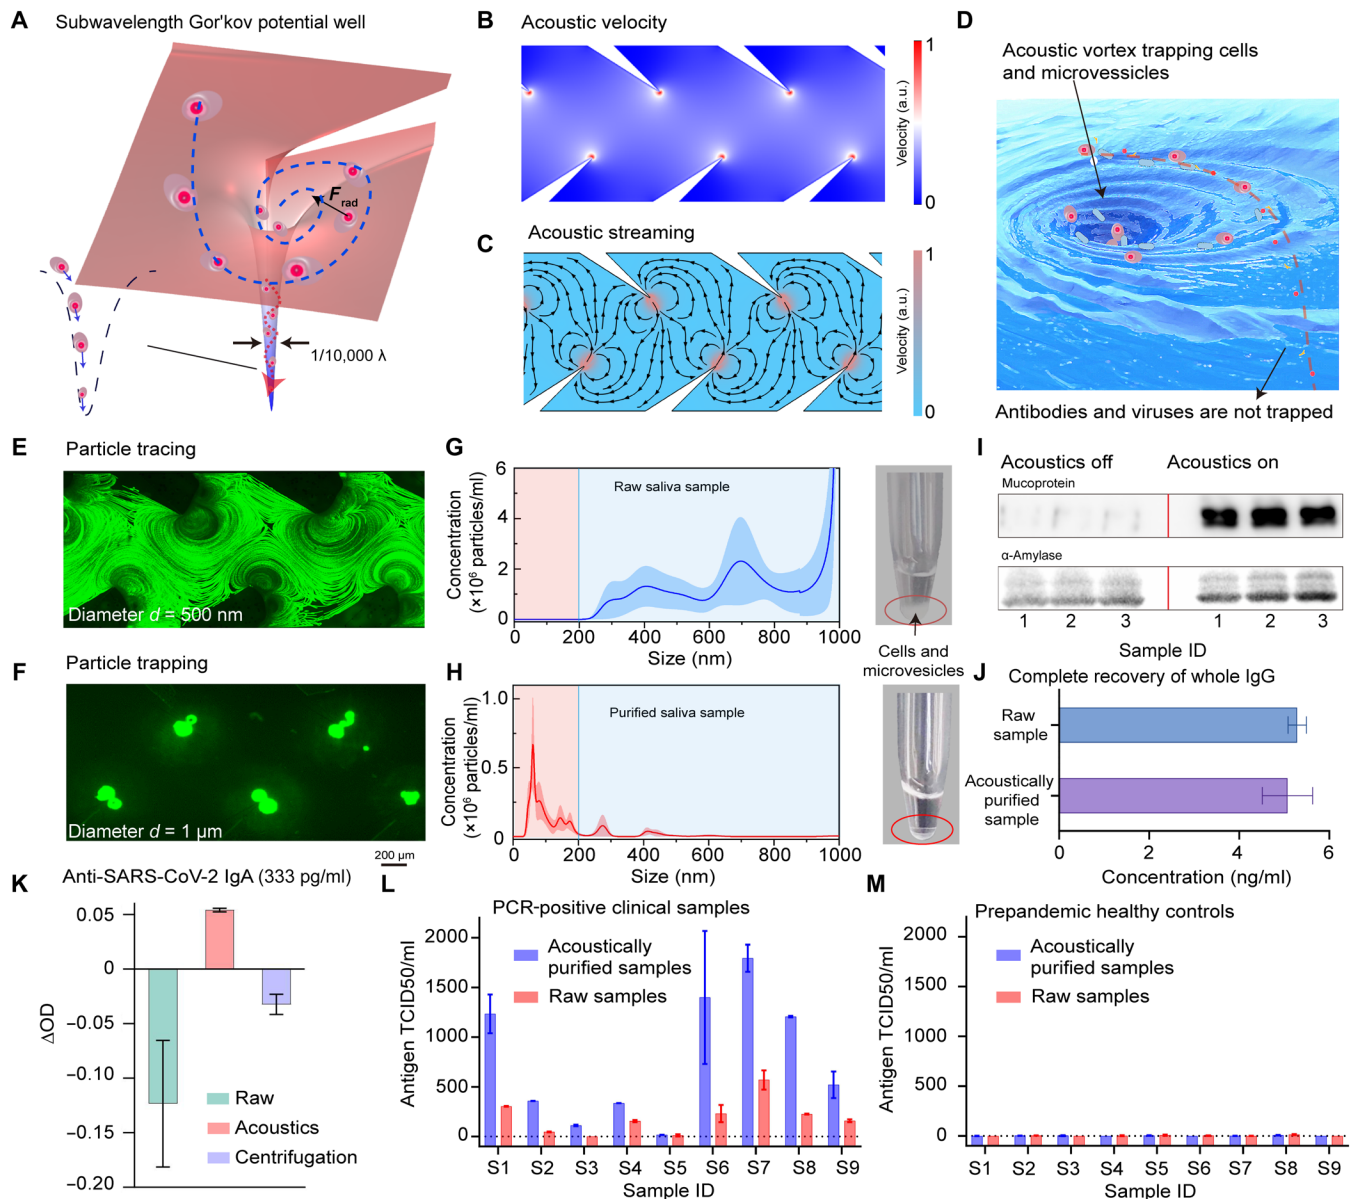 A
Subwavelength Gor'kov potential well
F rad
1/10,000 λ
B
Acoustic velocity
1
Velocity (a.u.)
0
C
Acoustic streaming
1
Velocity (a.u.)
0
D
Acoustic vortex trapping cells
and microvessicles
Antibodies and viruses are not trapped
E
Particle tracing
Diameter d = 500 nm
F
Particle trapping
Diameter d = 1 µm
200 µm
G
Raw saliva sample
Concentration
(×10⁶ particles/ml)
6
4
2
0
0 200 400 600 800 1000
Size (nm)
Cells and
microvesicles
H
Purified saliva sample
Concentration
(×10⁶ particles/ml)
1.0
0.5
0
0 200 400 600 800 1000
Size (nm)
I
Acoustics off Acoustics on
Mucoprotein
α-Amylase
1 2 3 1 2 3
Sample ID
J
Complete recovery of whole IgG
Raw
sample
Acoustically
purified
sample
0 2 4 6
Concentration (ng/ml)
K
Anti-SARS-CoV-2 IgA (333 pg/ml)
ΔOD
0.05
0
−0.05
−0.10
−0.15
−0.20
Raw
Acoustics
Centrifugation
L
PCR-positive clinical samples
Acoustically
purified samples
Raw samples
Antigen TCID50/ml
2000
1500
1000
500
0
S1 S2 S3 S4 S5 S6 S7 S8 S9
Sample ID
M
Prepandemic healthy controls
Acoustically
purified samples
Raw samples
Antigen TCID50/ml
2000
1500
1000
500
0
S1 S2 S3 S4 S5 S6 S7 S8 S9
Sample ID